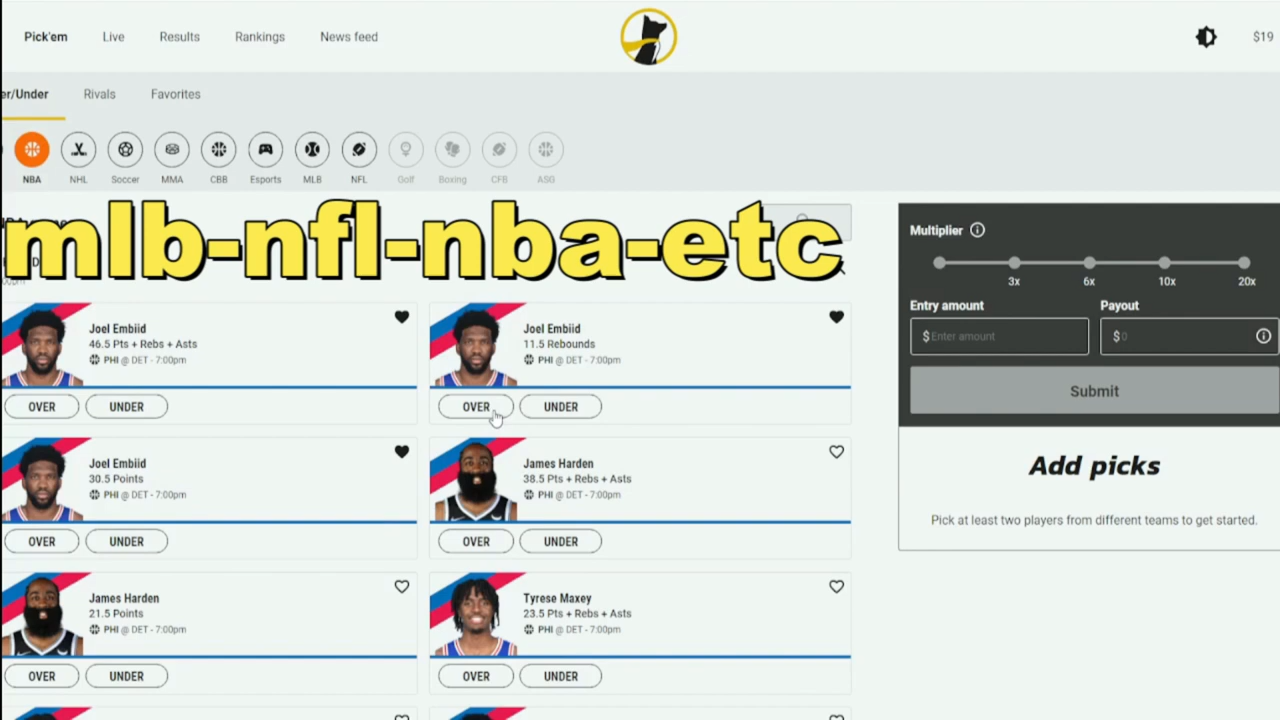 Pick'em Live Results Rankings News feed $19
er/Under Rivals Favorites
NBA NHL Soccer MMA CBB Esports MLB NFL Golf Boxing CFB ASG
mlb-nfl-nba-etc
Multiplier
3x 6x 10x 20x
Entry amount Payout
$ Enter amount $ 0
Submit
Add picks
Pick at least two players from different teams to get started.
Joel Embiid
46.5 Pts + Rebs + Asts
PHI @ DET - 7:00pm
OVER UNDER
Joel Embiid
11.5 Rebounds
PHI @ DET - 7:00pm
OVER UNDER
Joel Embiid
30.5 Points
PHI @ DET - 7:00pm
OVER UNDER
James Harden
38.5 Pts + Rebs + Asts
PHI @ DET - 7:00pm
OVER UNDER
James Harden
21.5 Points
PHI @ DET - 7:00pm
OVER UNDER
Tyrese Maxey
23.5 Pts + Rebs + Asts
PHI @ DET - 7:00pm
OVER UNDER